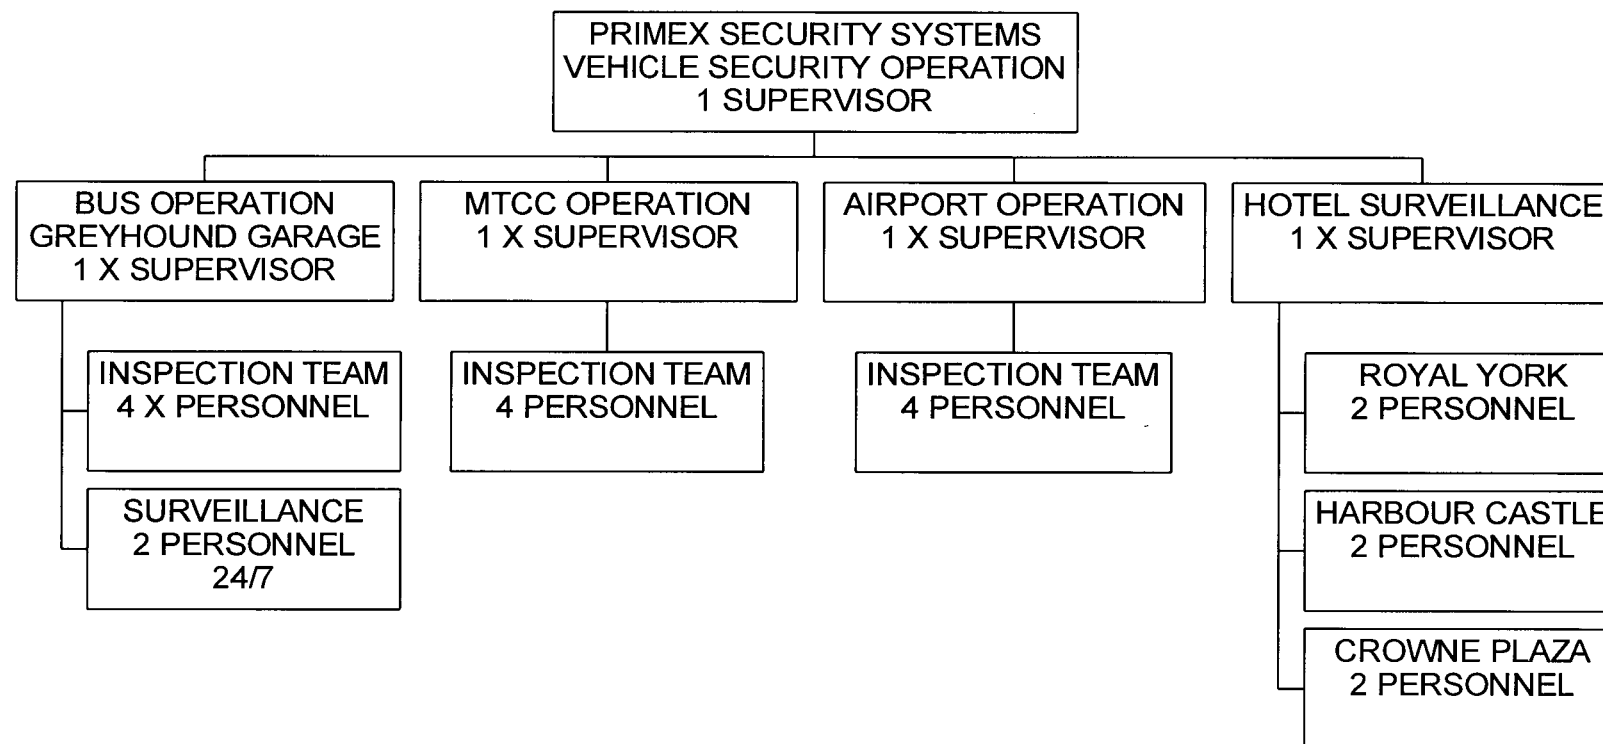 PRIMEX SECURITY SYSTEMS
VEHICLE SECURITY OPERATION
1 SUPERVISOR
BUS OPERATION
GREYHOUND GARAGE
1 X SUPERVISOR
MTCC OPERATION
1 X SUPERVISOR
AIRPORT OPERATION
1 X SUPERVISOR
HOTEL SURVEILLANCE
1 X SUPERVISOR
INSPECTION TEAM
4 X PERSONNEL
SURVEILLANCE
2 PERSONNEL
24/7
INSPECTION TEAM
4 PERSONNEL
INSPECTION TEAM
4 PERSONNEL
ROYAL YORK
2 PERSONNEL
HARBOUR CASTLE
2 PERSONNEL
CROWNE PLAZA
2 PERSONNEL